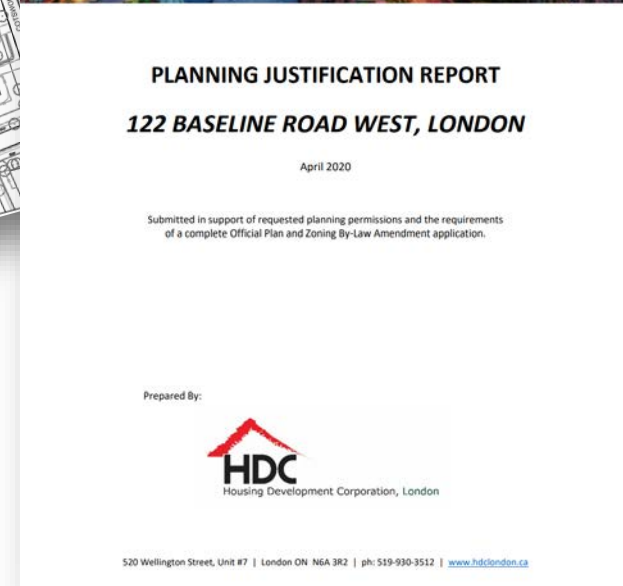 PLANNING JUSTIFICATION REPORT
122 BASELINE ROAD WEST, LONDON
April 2020
Submitted in support of requested planning permissions and the requirements
of a complete Official Plan and Zoning By-Law Amendment application.
Prepared By:
HDC
Housing Development Corporation, London
520 Wellington Street, Unit #7 | London ON N6A 3R2 | ph: 519-930-3512 | www.hdclondon.ca